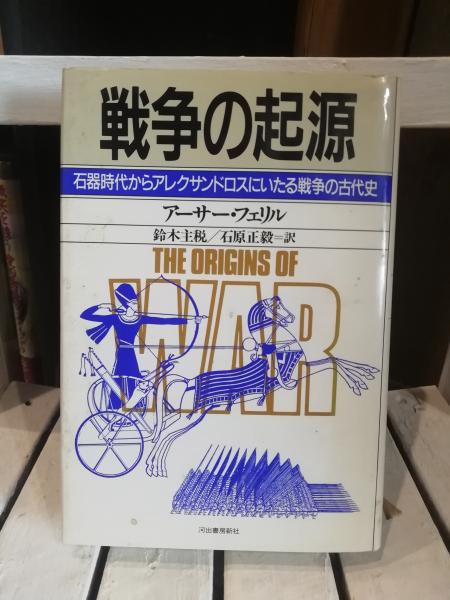 戦争の起源
石器時代からアレクサンドロスにいたる戦争の古代史
アーサー・フェリル
鈴木主税/石原正毅=訳
THE ORIGINS OF
WAR
河出書房新社